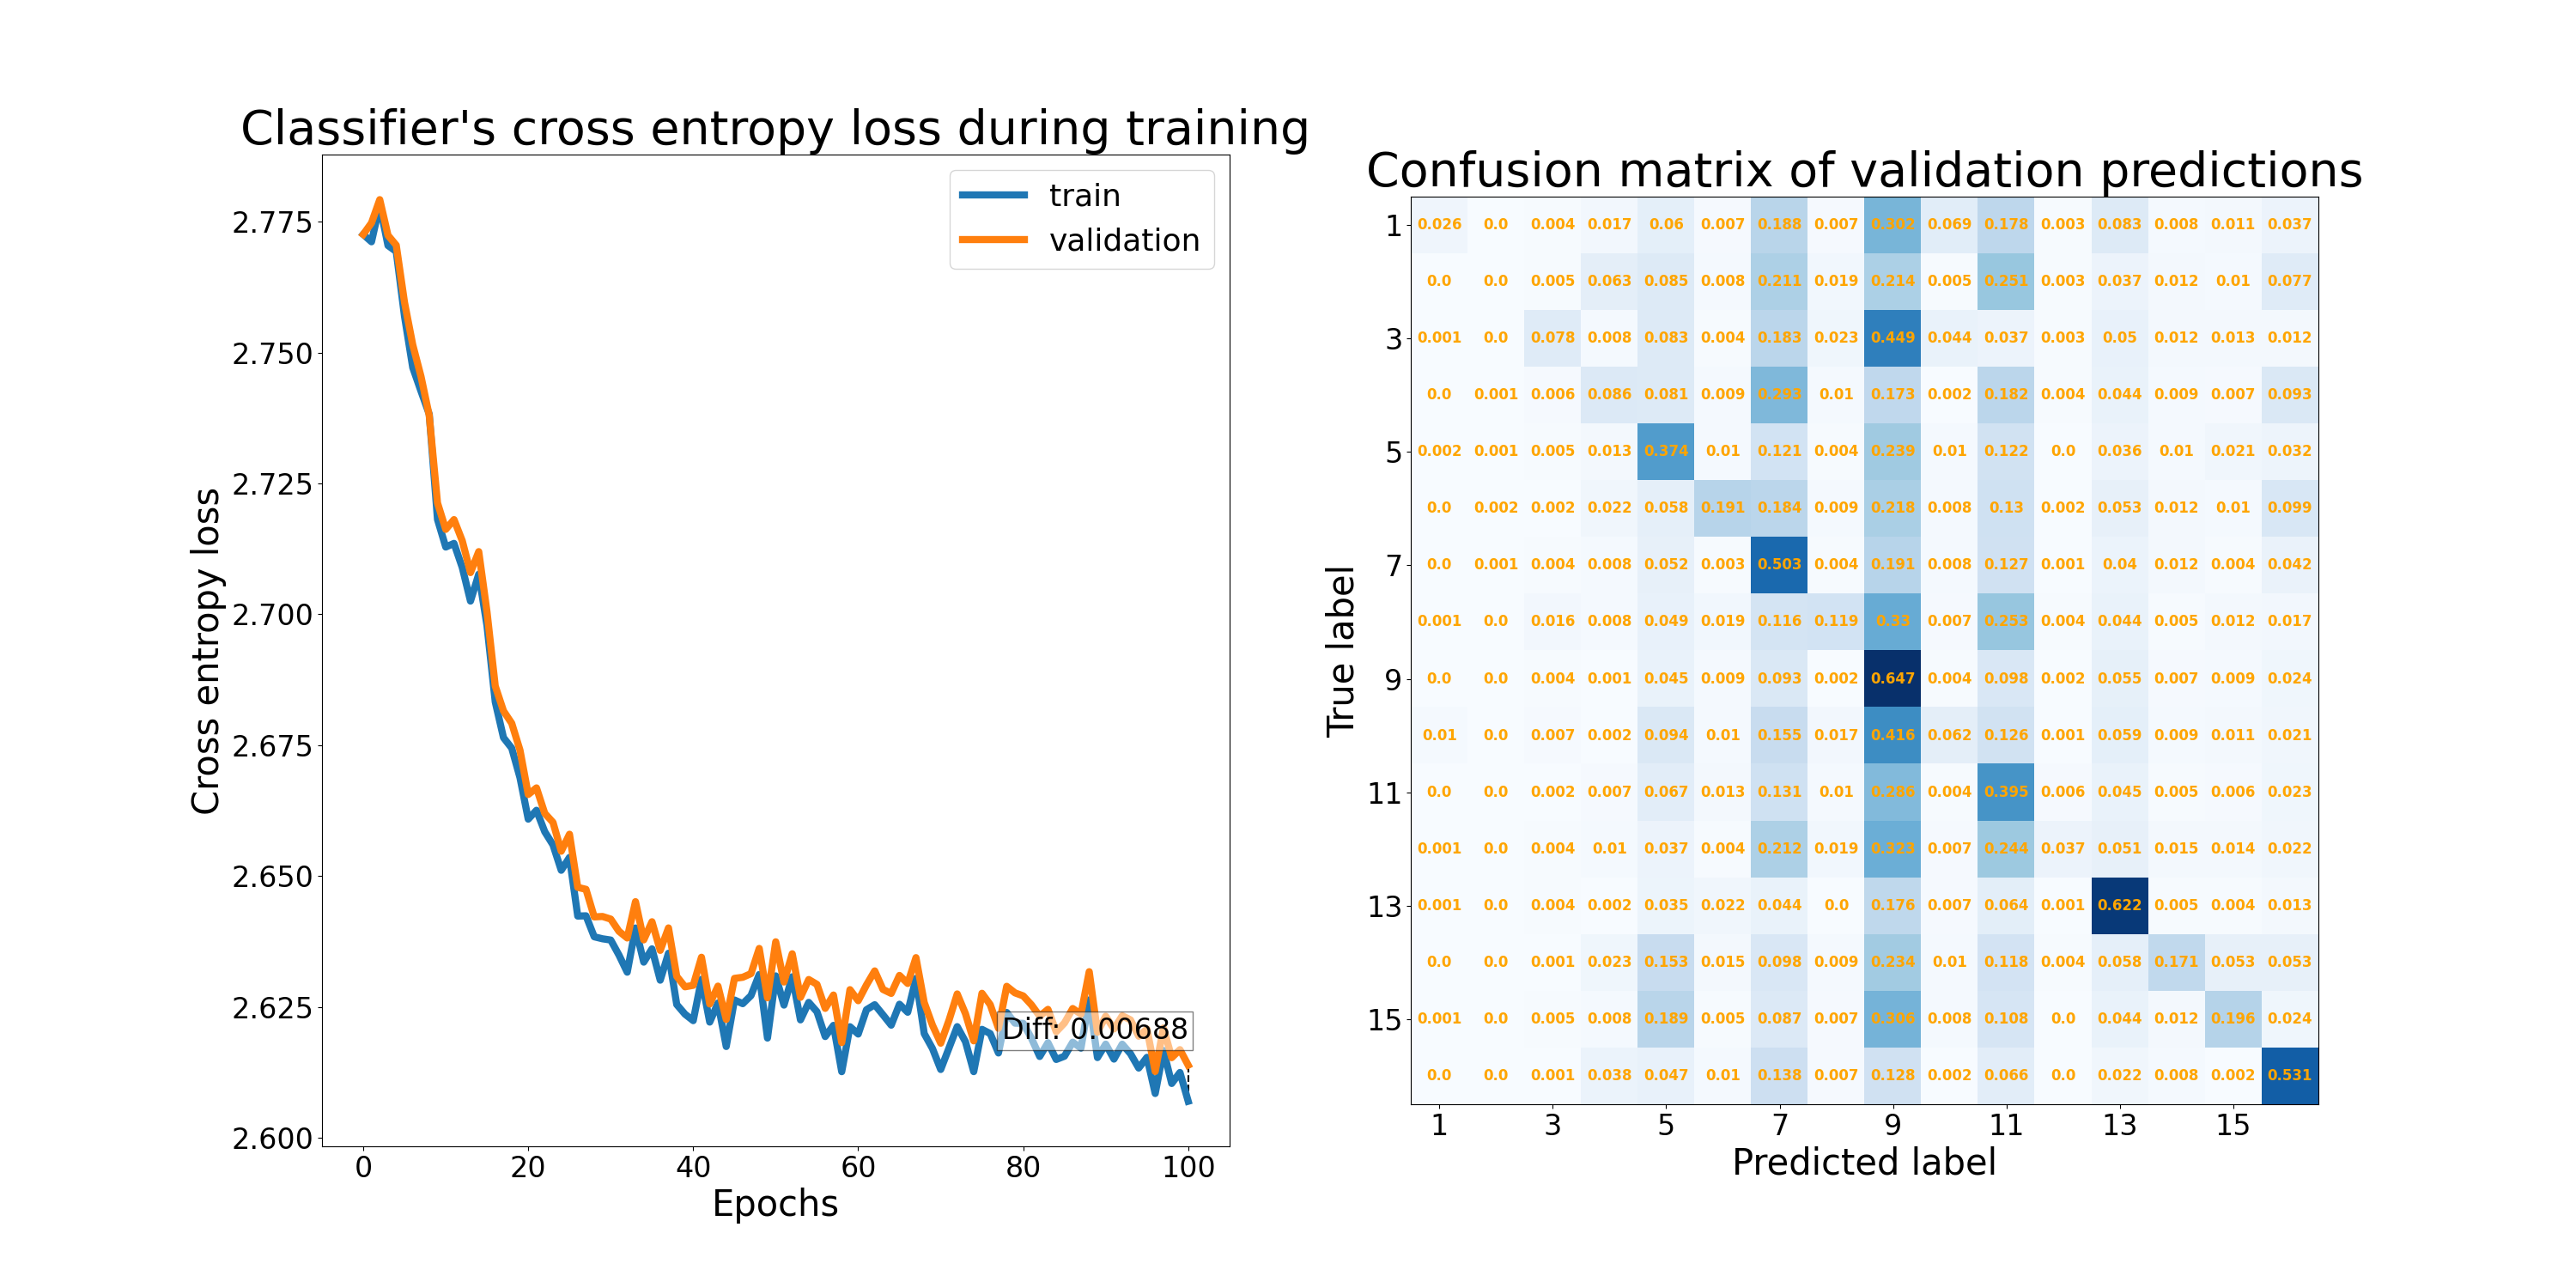 Classifier's cross entropy loss during training
train
validation
2.775
2.750
2.725
2.700
2.675
2.650
2.625
2.600
Cross entropy loss
Diff: 0.00688
0 20 40 60 80 100
Epochs
Confusion matrix of validation predictions
1 0.026 0.0 0.004 0.017 0.06 0.007 0.188 0.007 0.302 0.069 0.178 0.003 0.083 0.008 0.011 0.037
0.0 0.0 0.005 0.063 0.085 0.008 0.211 0.019 0.214 0.005 0.251 0.003 0.037 0.012 0.01 0.077
3 0.001 0.0 0.078 0.008 0.083 0.004 0.183 0.023 0.449 0.044 0.037 0.003 0.05 0.012 0.013 0.012
0.0 0.001 0.006 0.086 0.081 0.009 0.293 0.01 0.173 0.002 0.182 0.004 0.044 0.009 0.007 0.093
5 0.002 0.001 0.005 0.013 0.374 0.01 0.121 0.004 0.239 0.01 0.122 0.0 0.036 0.01 0.021 0.032
0.0 0.002 0.002 0.022 0.058 0.191 0.184 0.009 0.218 0.008 0.13 0.002 0.053 0.012 0.01 0.099
7 0.0 0.001 0.004 0.008 0.052 0.003 0.503 0.004 0.191 0.008 0.127 0.001 0.04 0.012 0.004 0.042
0.001 0.0 0.016 0.008 0.049 0.019 0.116 0.119 0.33 0.007 0.253 0.004 0.044 0.005 0.012 0.017
9 0.0 0.0 0.004 0.001 0.045 0.009 0.093 0.002 0.647 0.004 0.098 0.002 0.055 0.007 0.009 0.024
0.01 0.0 0.007 0.002 0.094 0.01 0.155 0.017 0.416 0.062 0.126 0.001 0.059 0.009 0.011 0.021
11 0.0 0.0 0.002 0.007 0.067 0.013 0.131 0.01 0.286 0.004 0.395 0.006 0.045 0.005 0.006 0.023
0.001 0.0 0.004 0.01 0.037 0.004 0.212 0.019 0.323 0.007 0.244 0.037 0.051 0.015 0.014 0.022
13 0.001 0.0 0.004 0.002 0.035 0.022 0.044 0.0 0.176 0.007 0.064 0.001 0.622 0.005 0.004 0.013
0.0 0.0 0.001 0.023 0.153 0.015 0.098 0.009 0.234 0.01 0.118 0.004 0.058 0.171 0.053 0.053
15 0.001 0.0 0.005 0.008 0.189 0.005 0.087 0.007 0.306 0.008 0.108 0.0 0.044 0.012 0.196 0.024
0.0 0.0 0.001 0.038 0.047 0.01 0.138 0.007 0.128 0.002 0.066 0.0 0.022 0.008 0.002 0.531
True label
1 3 5 7 9 11 13 15
Predicted label